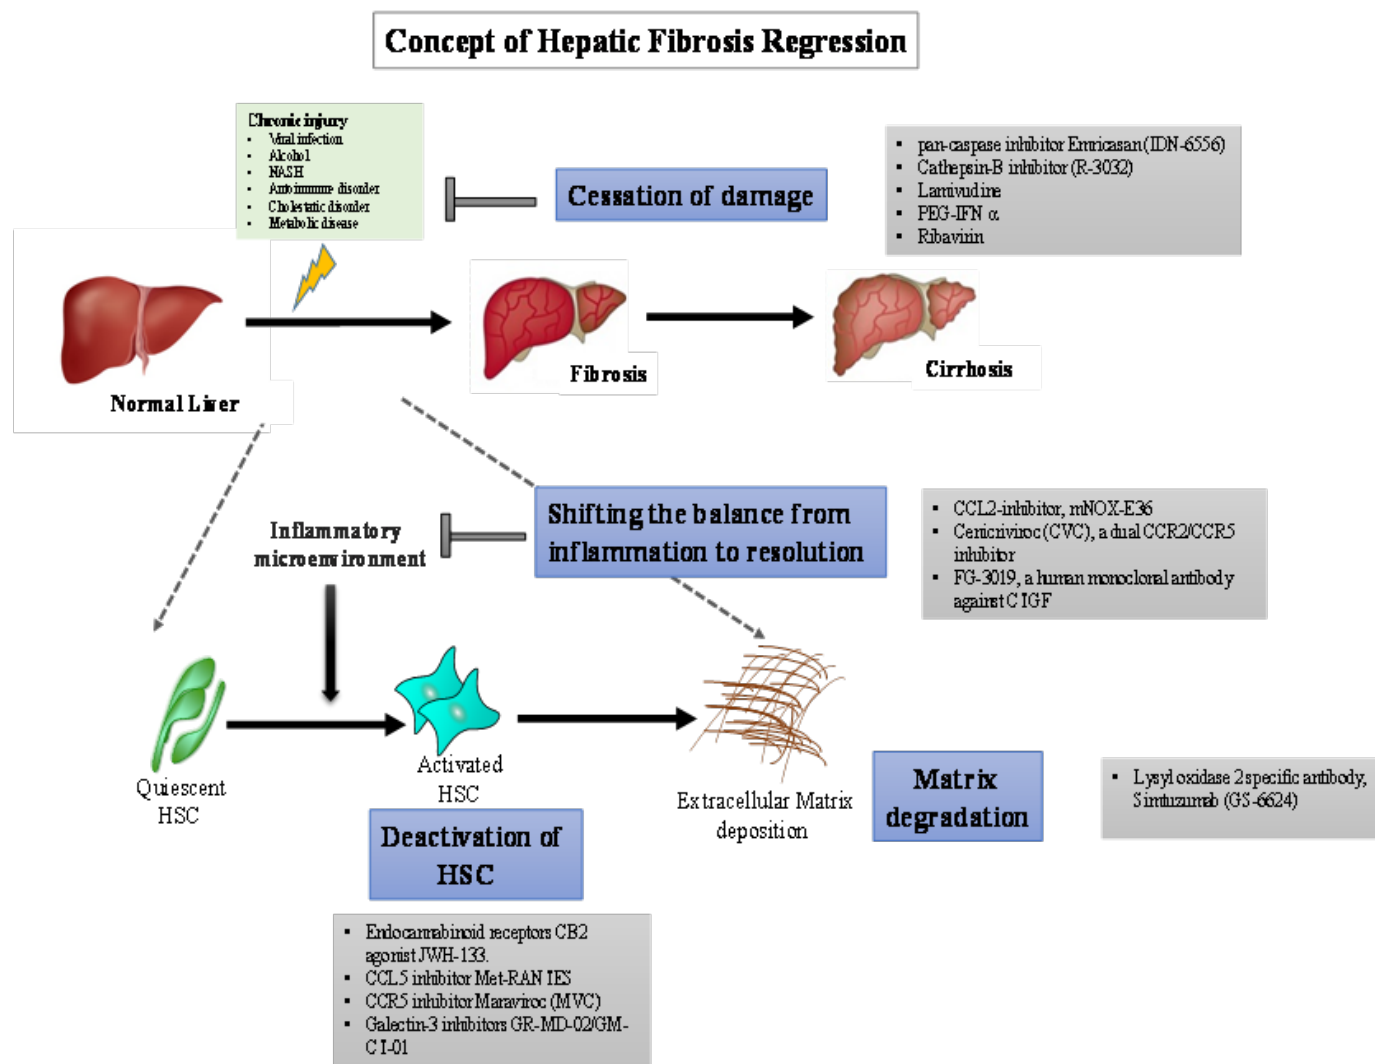 Concept of Hepatic Fibrosis Regression
Chronic injury
▪ Viral infection
▪ Alcohol
▪ NASH
▪ Autoimmune disorder
▪ Cholestatic disorder
▪ Metabolic disease
Cessation of damage
▪ pan-caspase inhibitor Emricasan (IDN-6556)
▪ Cathepsin-B inhibitor (R-3032)
▪ Lamivudine
▪ PEG-IFN α
▪ Ribavirin
Normal Liver
Fibrosis
Cirrhosis
Inflammatory
microenvironment
Shifting the balance from
inflammation to resolution
▪ CCL2-inhibitor, mNOX-E36
▪ Cenicriviroc (CVC), a dual CCR2/CCR5
inhibitor
▪ FG-3019, a human monoclonal antibody
against CTGF
Quiescent
HSC
Activated
HSC
Extracellular Matrix
deposition
Matrix
degradation
▪ Lysyl oxidase 2 specific antibody,
Simtuzumab (GS-6624)
Deactivation of
HSC
▪ Endocannabinoid receptors CB2
agonist JWH-133.
▪ CCL5 inhibitor Met-RANTES
▪ CCR5 inhibitor Maraviroc (MVC)
▪ Galectin-3 inhibitors GR-MD-02/GM-
CT-01